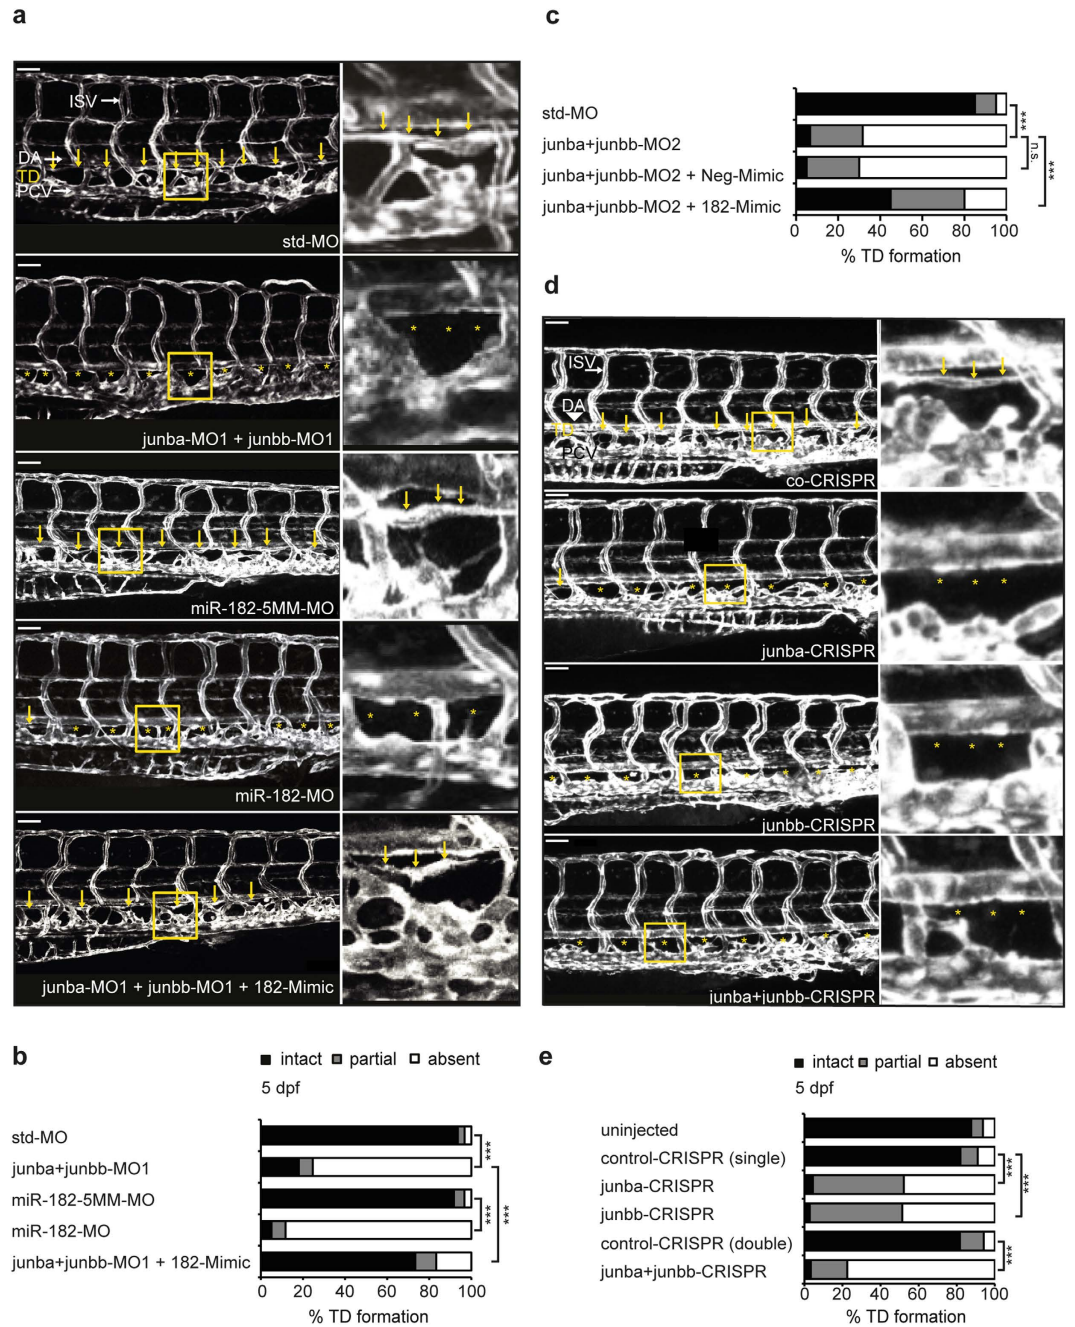 a
ISV
DA
TD
PCV
std-MO
junba-MO1 + junbb-MO1
miR-182-5MM-MO
miR-182-MO
junba-MO1 + junbb-MO1 + 182-Mimic
b
intact partial absent
5 dpf
std-MO
junba+junbb-MO1
miR-182-5MM-MO
miR-182-MO
junba+junbb-MO1 + 182-Mimic
***
***
***
0 20 40 60 80 100
% TD formation
c
std-MO
junba+junbb-MO2
junba+junbb-MO2 + Neg-Mimic
junba+junbb-MO2 + 182-Mimic
***
n.s.
***
0 20 40 60 80 100
% TD formation
d
ISV
DA
TD
PCV
co-CRISPR
junba-CRISPR
junbb-CRISPR
junba+junbb-CRISPR
e
intact partial absent
5 dpf
uninjected
control-CRISPR (single)
junba-CRISPR
junbb-CRISPR
control-CRISPR (double)
junba+junbb-CRISPR
***
***
***
0 20 40 60 80 100
% TD formation